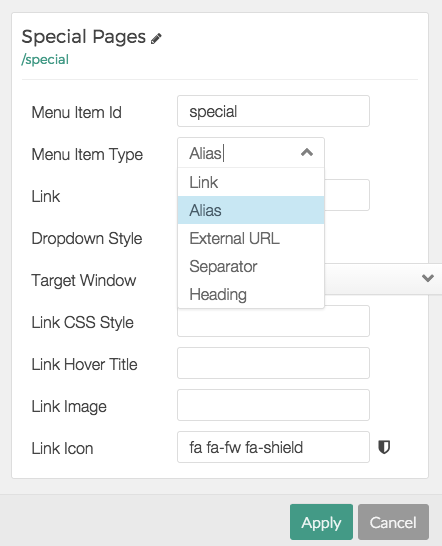 Special Pages
/special
Menu Item Id special
Menu Item Type Alias
Link
Alias
External URL
Separator
Heading
Link
Dropdown Style
Target Window
Link CSS Style
Link Hover Title
Link Image
Link Icon fa fa-fw fa-shield
Apply Cancel